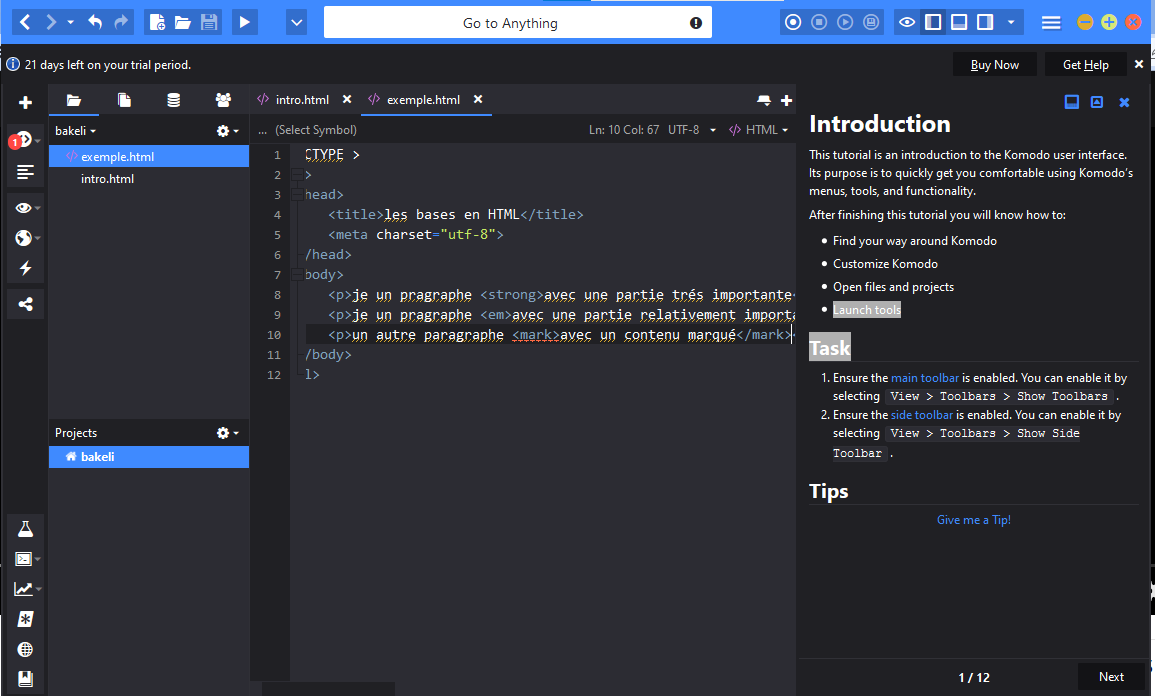 Go to Anything
21 days left on your trial period.
Buy Now
Get Help
1
bakeli
exemple.html
intro.html
Projects
bakeli
intro.html
exemple.html
... (Select Symbol)
Ln: 10 Col: 67 UTF-8 HTML
1 CTYPE >
2 >
3 head>
4 <title>les bases en HTML</title>
5 <meta charset="utf-8">
6 /head>
7 body>
8 <p>je un pragraphe <strong>avec une partie trés importante
9 <p>je un pragraphe <em>avec une partie relativement importa
10 <p>un autre paragraphe <mark>avec un contenu marqué</mark>
11 /body>
12 l>
Introduction
This tutorial is an introduction to the Komodo user interface.
Its purpose is to quickly get you comfortable using Komodo's
menus, tools, and functionality.
After finishing this tutorial you will know how to:
• Find your way around Komodo
• Customize Komodo
• Open files and projects
• Launch tools
Task
1. Ensure the main toolbar is enabled. You can enable it by
selecting View > Toolbars > Show Toolbars .
2. Ensure the side toolbar is enabled. You can enable it by
selecting View > Toolbars > Show Side
Toolbar .
Tips
Give me a Tip!
1 / 12
Next